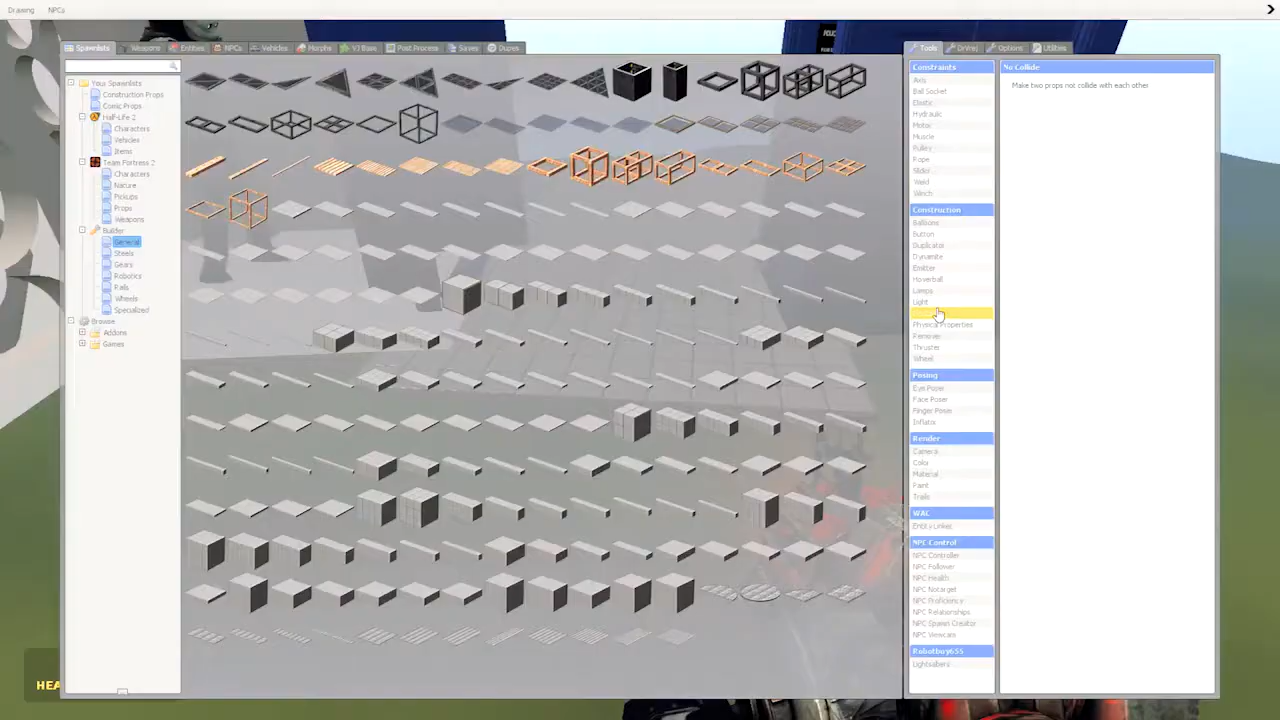 Drawing NPCs
Spawnlists Weapons Entities NPCs Vehicles Morphs VJ Base Post Process Saves Dupes
Your Spawnlists
Construction Props
Comic Props
Half-Life 2
Characters
Vehicles
Items
Team Fortress 2
Characters
Nature
Pickups
Props
Weapons
Builder
General
Steels
Gears
Robotics
Rails
Wheels
Specialized
Browse
Addons
Games
Tools Drving Options Utilities
Constraints
Axis
Ball Socket
Elastic
Hydraulic
Motor
Muscle
Pulley
Rope
Slider
Weld
Winch
Construction
Balloons
Button
Duplicator
Dynamite
Emitter
Hoverball
Lamps
Light
Physical Properties
Remover
Thruster
Wheel
Posing
Eye Poser
Face Poser
Finger Poser
Inflator
Render
Camera
Color
Material
Paint
Trails
WAC
Entity Linker
NPC Control
NPC Controller
NPC Follower
NPC Health
NPC Notarget
NPC Proficiency
NPC Relationships
NPC Spawn Creator
NPC Viewcam
Robotboy655
Lightsabers
No Collide
Make two props not collide with each other
HEA